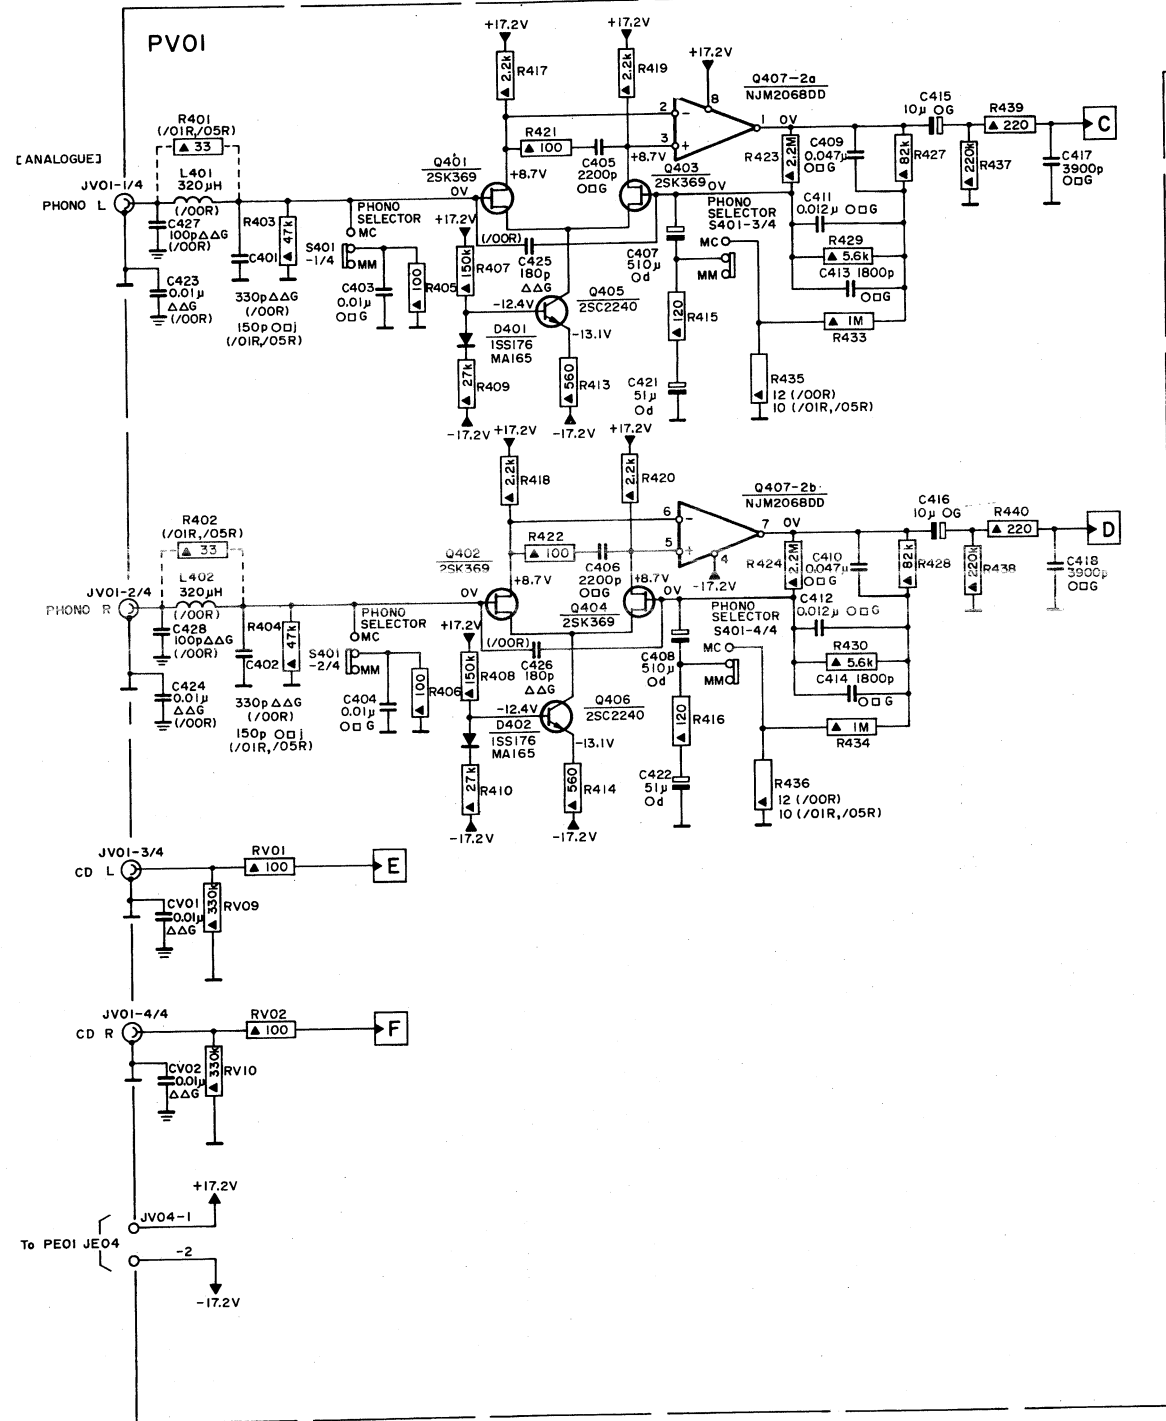 PV01
[ANALOGUE]
JV01-1/4
PHONO L
R401
(/01R,/05R)
▲ 33
L401
320μH
(/00R)
C427
100p△△G
(/00R)
C423
0.01μ
△△G
(/00R)
R403
47k
C401
330p△△G
(/00R)
150p ○□j
(/01R,/05R)
PHONO
SELECTOR
MC
S401
-1/4
MM
C403
0.01μ
○□G
100
R405
+17.2V
150k
R407
-12.4V
D401
1SS176
MA165
27k
R409
-17.2V
+17.2V
2.2k
R417
+17.2V
2.2k
R419
R421
▲ 100
C405
2200p
○□G
Q401
2SK369
0V
+8.7V
+8.7V
Q403
2SK369
0V
(/00R)
C425
180p
△△G
Q405
2SC2240
-13.1V
560
R413
-17.2V
+17.2V
8
2
-
3
+
1
0V
Q407-2a
NJM2068DD
R423
2.2M
C409
0.047μ
○□G
82k
R427
C415
10μ ○G
R439
▲ 220
C
220k
R437
C417
3900p
○□G
PHONO
SELECTOR
S401-3/4
MC
MM
C407
510μ
○d
120
R415
C421
51μ
○d
C411
0.012μ ○□G
R429
▲ 5.6k
C413 1800p
○□G
▲ 1M
R433
R435
12 (/00R)
10 (/01R,/05R)
JV01-2/4
PHONO R
R402
(/01R,/05R)
▲ 33
L402
320μH
(/00R)
C428
100p△△G
(/00R)
C424
0.01μ
△△G
(/00R)
R404
47k
C402
330p△△G
(/00R)
150p ○□j
(/01R,/05R)
PHONO
SELECTOR
MC
S401
-2/4
MM
C404
0.01μ
○□G
100
R406
+17.2V
150k
R408
-12.4V
D402
1SS176
MA165
27k
R410
-17.2V
+17.2V
2.2k
R418
+17.2V
2.2k
R420
R422
▲ 100
C406
2200p
○□G
Q402
2SK369
0V
+8.7V
+8.7V
Q404
2SK369
0V
(/00R)
C426
180p
△△G
Q406
2SC2240
-13.1V
560
R414
-17.2V
6
-
5
+
7
0V
4
-17.2V
Q407-2b
NJM2068DD
R424
2.2M
C410
0.047μ
○□G
82k
R428
C416
10μ ○G
R440
▲ 220
D
220k
R438
C418
3900p
○□G
PHONO
SELECTOR
S401-4/4
MC
MM
C408
510μ
○d
120
R416
C422
51μ
○d
C412
0.012μ ○□G
R430
▲ 5.6k
C414 1800p
○□G
▲ 1M
R434
R436
12 (/00R)
10 (/01R,/05R)
JV01-3/4
CD L
RV01
▲ 100
E
CV01
0.01μ
△△G
330k
RV09
JV01-4/4
CD R
RV02
▲ 100
F
CV02
0.01μ
△△G
330k
RV10
+17.2V
JV04-1
To PE01 JE04
-2
-17.2V